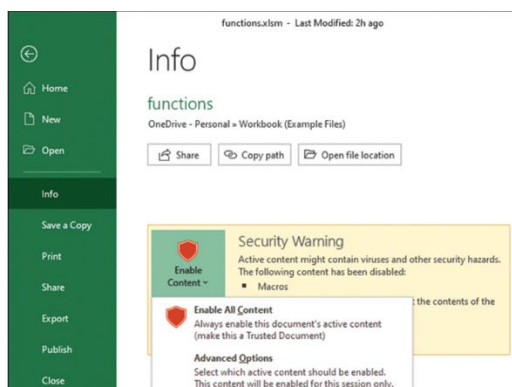 functions.xlsm - Last Modified: 2h ago
Info
functions
OneDrive - Personal » Workbook (Example Files)
Share
Copy path
Open file location
Home
New
Open
Info
Save a Copy
Print
Share
Export
Publish
Close
Enable
Content
Security Warning
Active content might contain viruses and other security hazards.
The following content has been disabled:
▪ Macros
t the contents of the
Enable All Content
Always enable this document's active content
(make this a Trusted Document)
Advanced Options
Select which active content should be enabled.
This content will be enabled for this session only.